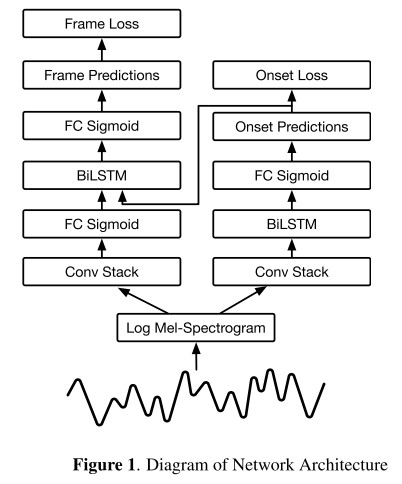 Frame Loss
Frame Predictions
Onset Loss
FC Sigmoid
Onset Predictions
BiLSTM
FC Sigmoid
FC Sigmoid
BiLSTM
Conv Stack
Conv Stack
Log Mel-Spectrogram
Figure 1. Diagram of Network Architecture